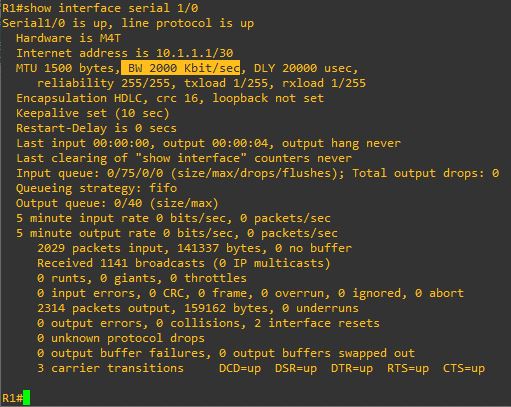 R1#show interface serial 1/0
Serial1/0 is up, line protocol is up
Hardware is M4T
Internet address is 10.1.1.1/30
MTU 1500 bytes, BW 2000 Kbit/sec, DLY 20000 usec,
reliability 255/255, txload 1/255, rxload 1/255
Encapsulation HDLC, crc 16, loopback not set
Keepalive set (10 sec)
Restart-Delay is 0 secs
Last input 00:00:00, output 00:00:04, output hang never
Last clearing of "show interface" counters never
Input queue: 0/75/0/0 (size/max/drops/flushes); Total output drops: 0
Queueing strategy: fifo
Output queue: 0/40 (size/max)
5 minute input rate 0 bits/sec, 0 packets/sec
5 minute output rate 0 bits/sec, 0 packets/sec
2029 packets input, 141337 bytes, 0 no buffer
Received 1141 broadcasts (0 IP multicasts)
0 runts, 0 giants, 0 throttles
0 input errors, 0 CRC, 0 frame, 0 overrun, 0 ignored, 0 abort
2314 packets output, 159162 bytes, 0 underruns
0 output errors, 0 collisions, 2 interface resets
0 unknown protocol drops
0 output buffer failures, 0 output buffers swapped out
3 carrier transitions DCD=up DSR=up DTR=up RTS=up CTS=up
R1#